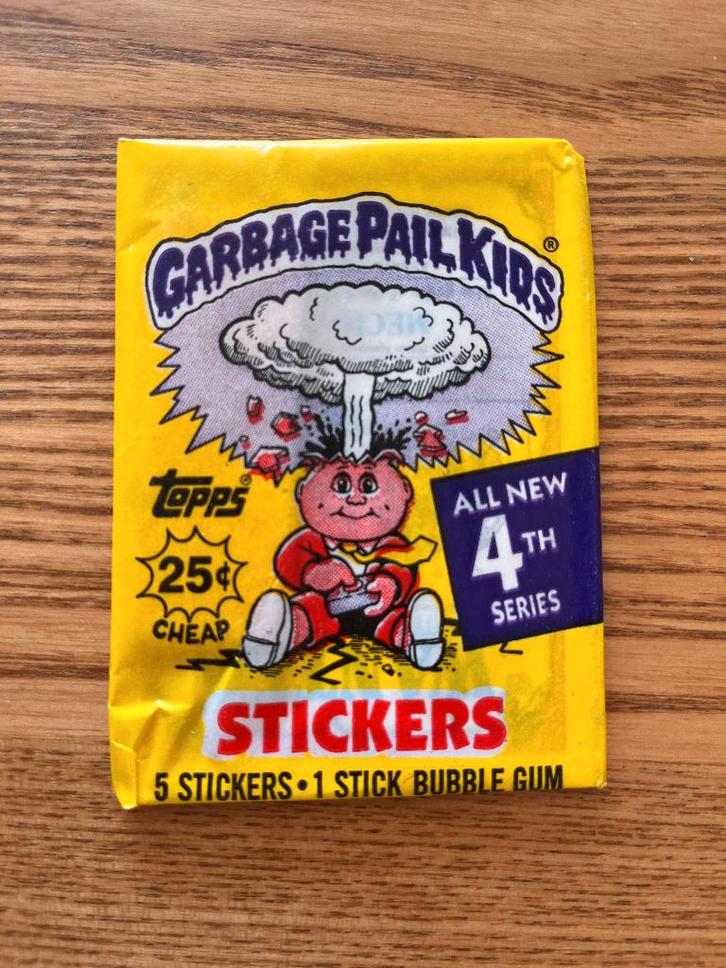 GARBAGE PAIL KIDS®
topps®
25¢
CHEAP
ALL NEW
4TH
SERIES
STICKERS
5 STICKERS • 1 STICK BUBBLE GUM